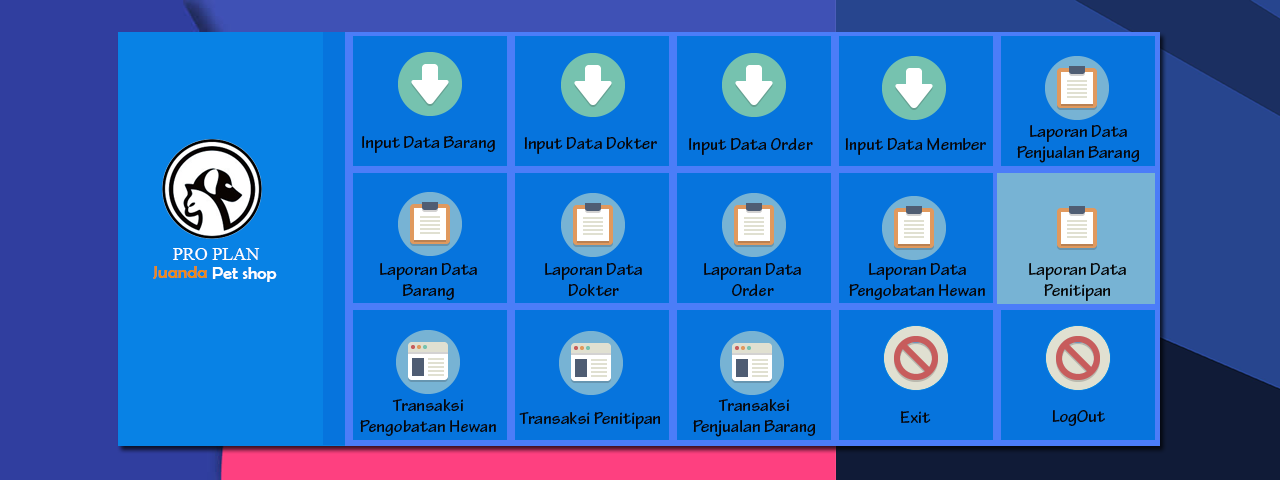 PRO PLAN
Juanda Pet shop
Input Data Barang
Input Data Dokter
Input Data Order
Input Data Member
Laporan Data
Penjualan Barang
Laporan Data
Barang
Laporan Data
Dokter
Laporan Data
Order
Laporan Data
Pengobatan Hewan
Laporan Data
Penitipan
Transaksi
Pengobatan Hewan
Transaksi Penitipan
Transaksi
Penjualan Barang
Exit
LogOut